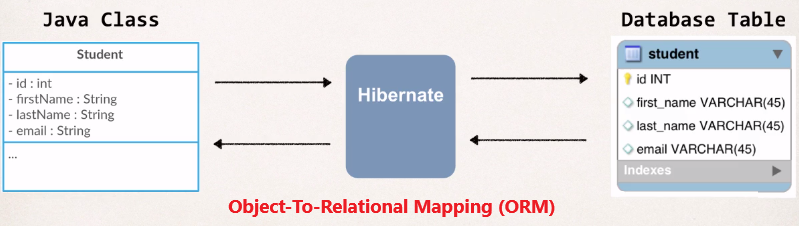 Java Class
Database Table
Student
- id : int
- firstName : String
- lastName : String
- email : String
...
Hibernate
student
id INT
first_name VARCHAR(45)
last_name VARCHAR(45)
email VARCHAR(45)
Indexes
Object-To-Relational Mapping (ORM)